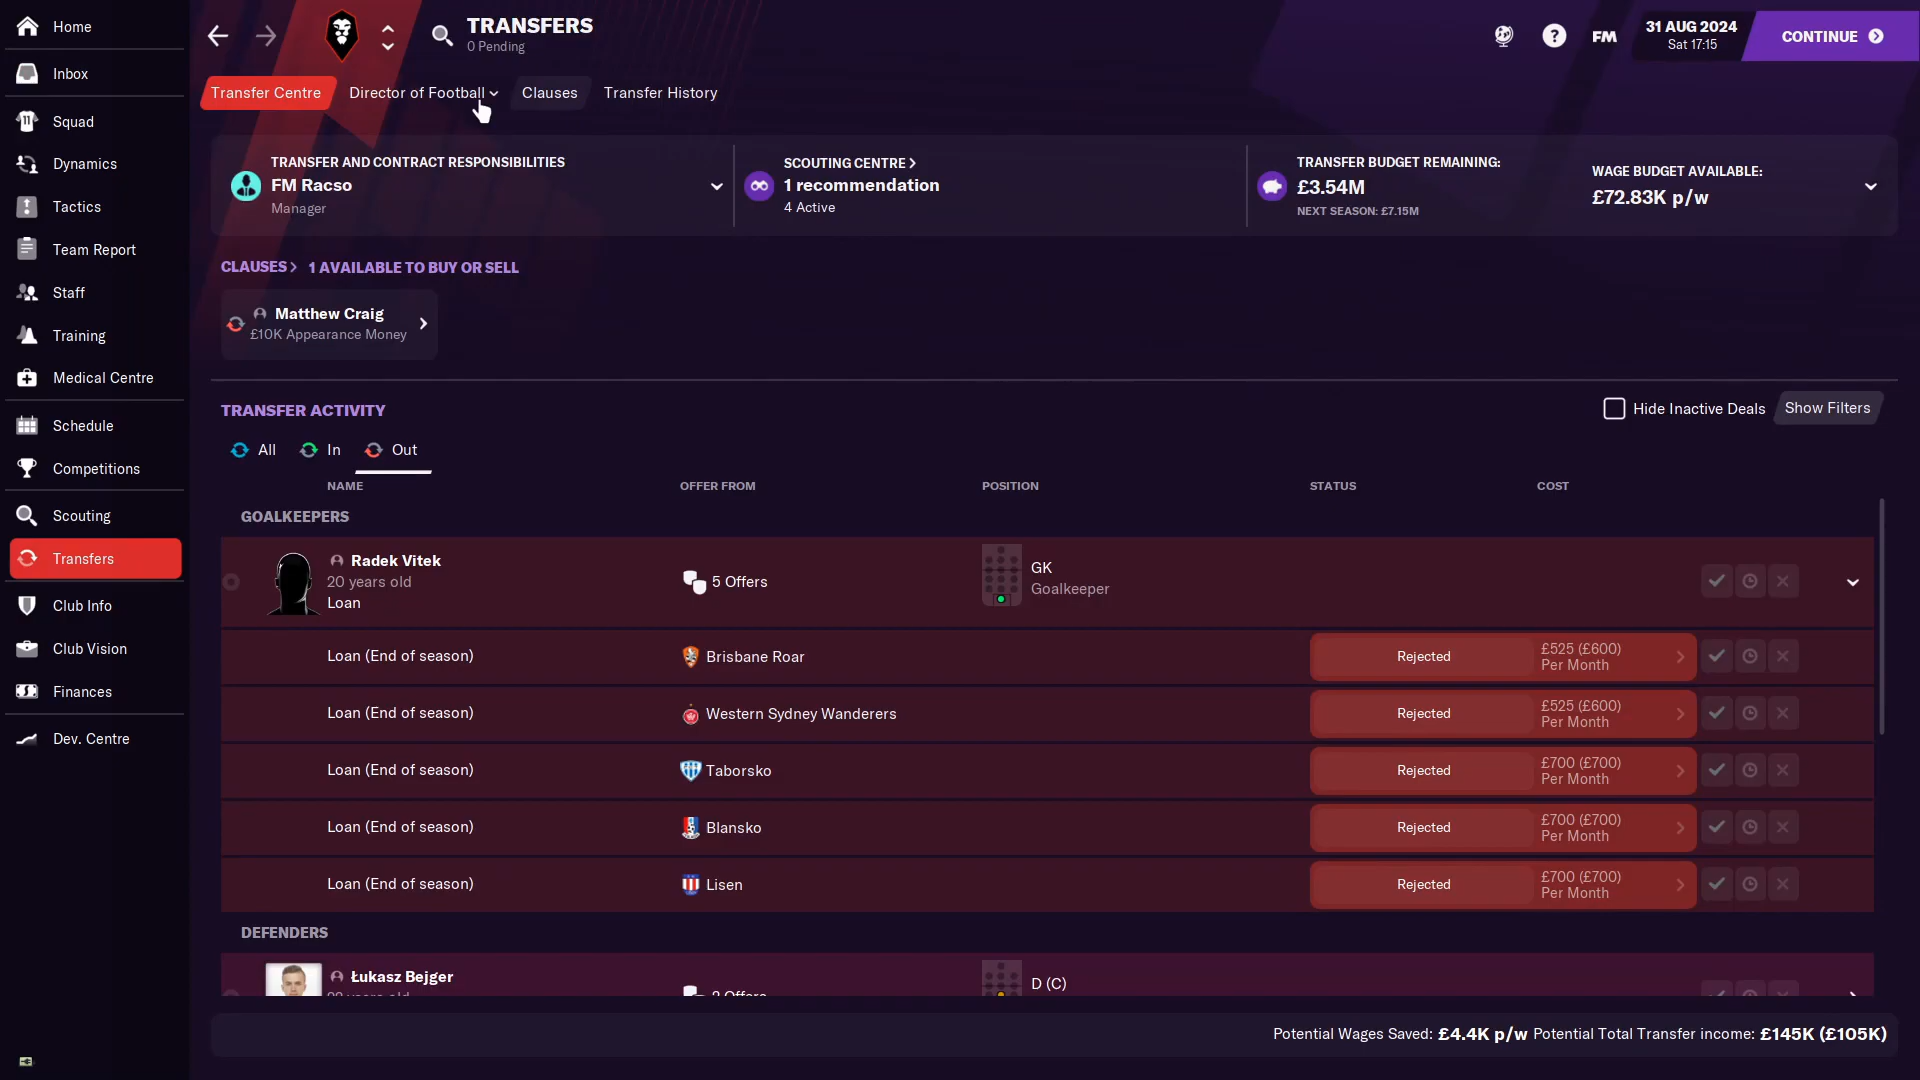 Home
TRANSFERS
0 Pending
FM
31 AUG 2024
Sat 17:15
CONTINUE
Inbox
Transfer Centre
Director of Football
Clauses
Transfer History
Squad
Dynamics
Tactics
Team Report
Staff
Training
Medical Centre
Schedule
Competitions
Scouting
Transfers
Club Info
Club Vision
Finances
Dev. Centre
TRANSFER AND CONTRACT RESPONSIBILITIES
FM Racso
Manager
SCOUTING CENTRE >
1 recommendation
4 Active
TRANSFER BUDGET REMAINING:
£3.54M
NEXT SEASON: £7.15M
WAGE BUDGET AVAILABLE:
£72.83K p/w
CLAUSES > 1 AVAILABLE TO BUY OR SELL
Matthew Craig
£10K Appearance Money
TRANSFER ACTIVITY
Hide Inactive Deals
Show Filters
All
In
Out
NAME OFFER FROM POSITION STATUS COST
GOALKEEPERS
Radek Vitek
20 years old
Loan
5 Offers
GK
Goalkeeper
Loan (End of season) Brisbane Roar Rejected £525 (£600)
Per Month
Loan (End of season) Western Sydney Wanderers Rejected £525 (£600)
Per Month
Loan (End of season) Taborsko Rejected £700 (£700)
Per Month
Loan (End of season) Blansko Rejected £700 (£700)
Per Month
Loan (End of season) Lisen Rejected £700 (£700)
Per Month
DEFENDERS
Łukasz Bejger
D (C)
Potential Wages Saved: £4.4K p/w Potential Total Transfer income: £145K (£105K)